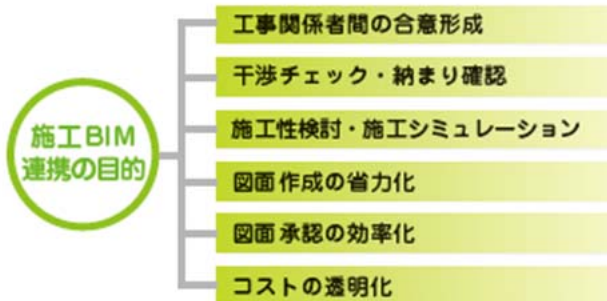 施工BIM
連携の目的
工事関係者間の合意形成
干渉チェック・納まり確認
施工性検討・施工シミュレーション
図面作成の省力化
図面承認の効率化
コストの透明化